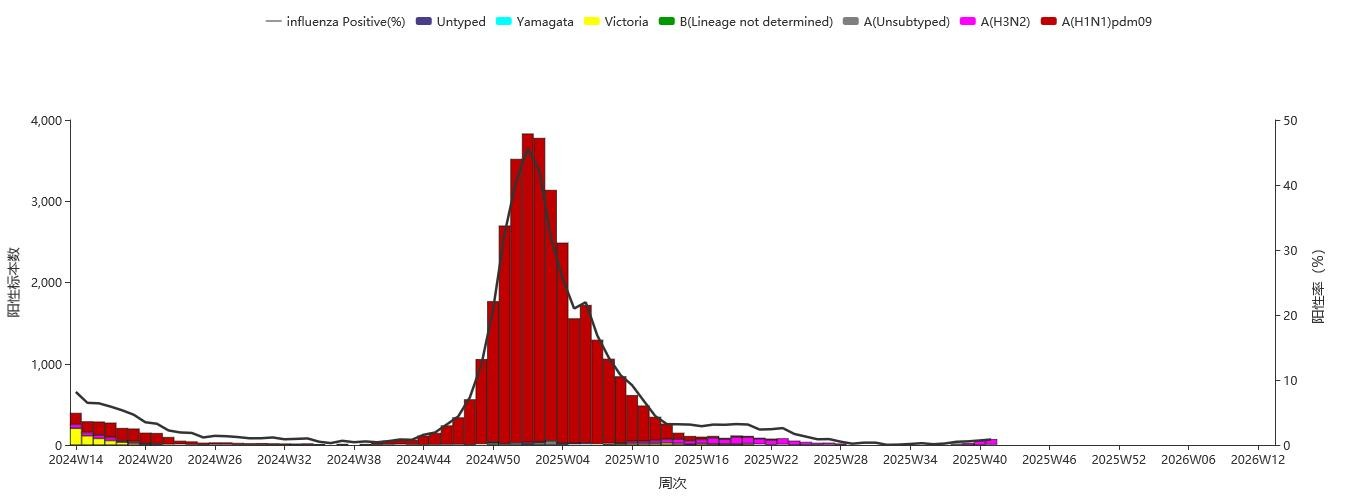 influenza Positive(%) Untyped Yamagata Victoria B(Lineage not determined) A(Unsubtyped) A(H3N2) A(H1N1)pdm09
4,000 50
40
3,000
30
阳性标本数 阳性率（%）
2,000
20
1,000
10
0 0
2024W14 2024W20 2024W26 2024W32 2024W38 2024W44 2024W50 2025W04 2025W10 2025W16 2025W22 2025W28 2025W34 2025W40 2025W46 2025W52 2026W06 2026W12
周次